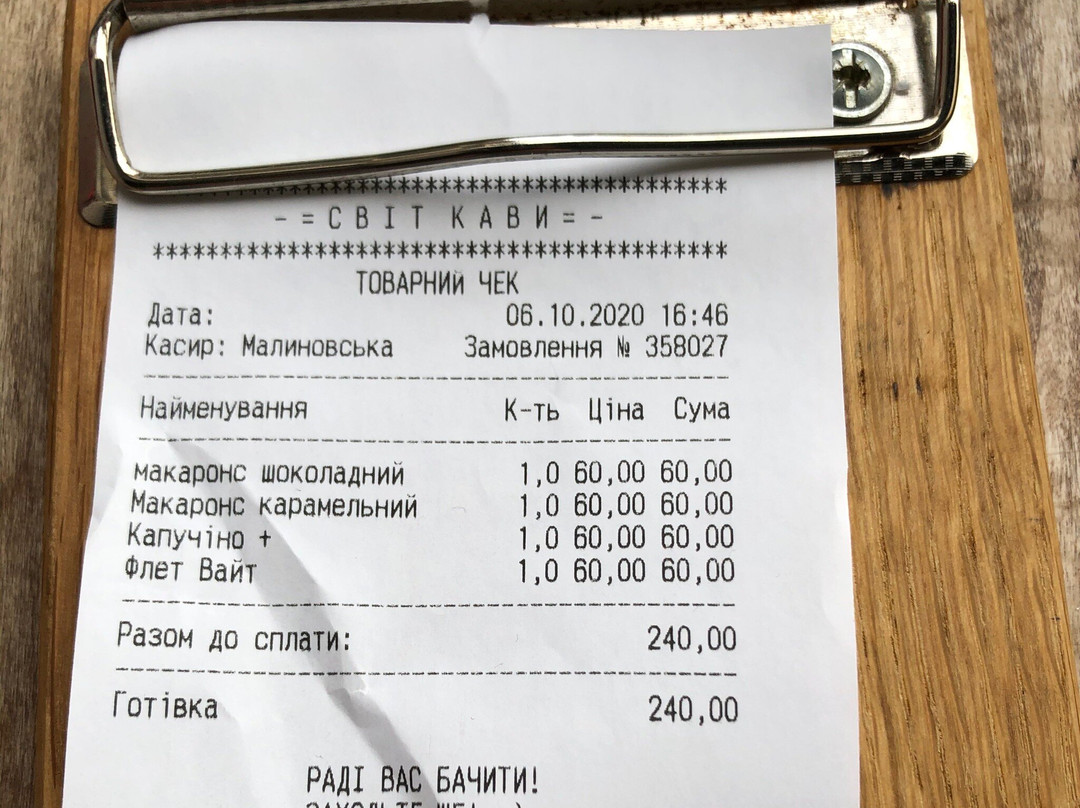 ******************************************
-=СВІТ КАВИ=-
******************************************
ТОВАРНИЙ ЧЕК
Дата: 06.10.2020 16:46
Касир: Малиновська Замовлення № 358027
Найменування К-ть Ціна Сума
макаронс шоколадний 1,0 60,00 60,00
Макаронс карамельний 1,0 60,00 60,00
Капучіно + 1,0 60,00 60,00
Флет Вайт 1,0 60,00 60,00
Разом до сплати: 240,00
Готівка 240,00
РАДІ ВАС БАЧИТИ!